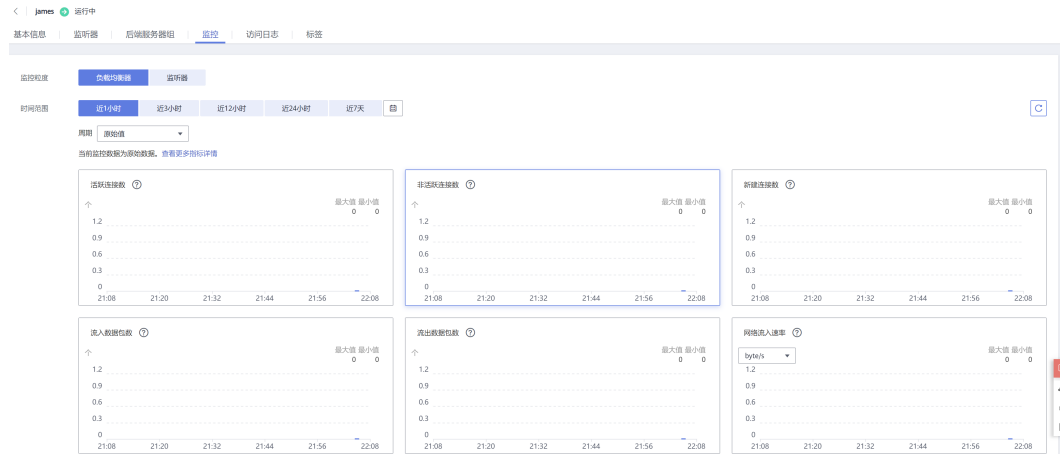 james 运行中
基本信息 监听器 后端服务器组 监控 访问日志 标签
监控粒度 负载均衡器 监听器
时间范围 近1小时 近3小时 近12小时 近24小时 近7天
周期 原始值
当前监控数据为原始数据。查看更多指标详情
活跃连接数 ? 非活跃连接数 ? 新建连接数 ?
个 最大值 最小值 个 最大值 最小值 个 最大值 最小值
0 0 0 0 0 0
1.2 1.2 1.2
0.9 0.9 0.9
0.6 0.6 0.6
0.3 0.3 0.3
0 0 0
21:08 21:20 21:32 21:44 21:56 22:08 21:08 21:20 21:32 21:44 21:56 22:08 21:08 21:20 21:32 21:44 21:56 22:08
流入数据包数 ? 流出数据包数 ? 网络流入速率 ?
个 最大值 最小值 个 最大值 最小值 byte/s 最大值 最小值
0 0 0 0 0 0
1.2 1.2 1.2
0.9 0.9 0.9
0.6 0.6 0.6
0.3 0.3 0.3
0 0 0
21:08 21:20 21:32 21:44 21:56 22:08 21:08 21:20 21:32 21:44 21:56 22:08 21:08 21:20 21:32 21:44 21:56 22:08